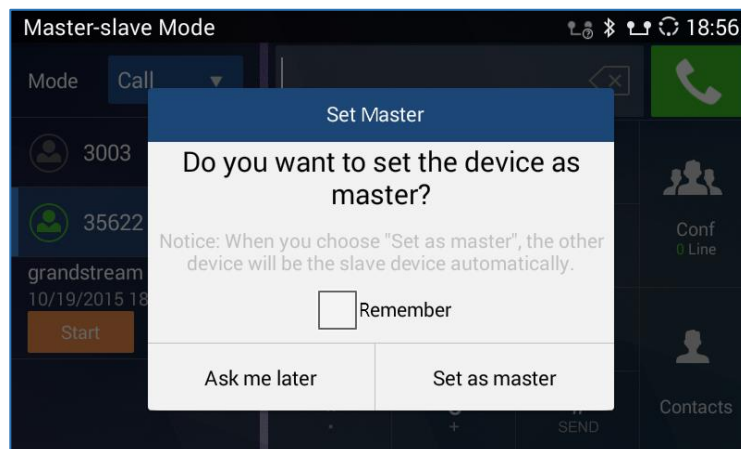 Master-slave Mode
18:56
Mode
Call
Set Master
Do you want to set the device as
master?
Notice: When you choose "Set as master", the other
device will be the slave device automatically.
Remember
Ask me later
Set as master
3003
35622
grandstream
10/19/2015 18
Start
Conf
0 Line
Contacts
+
SEND